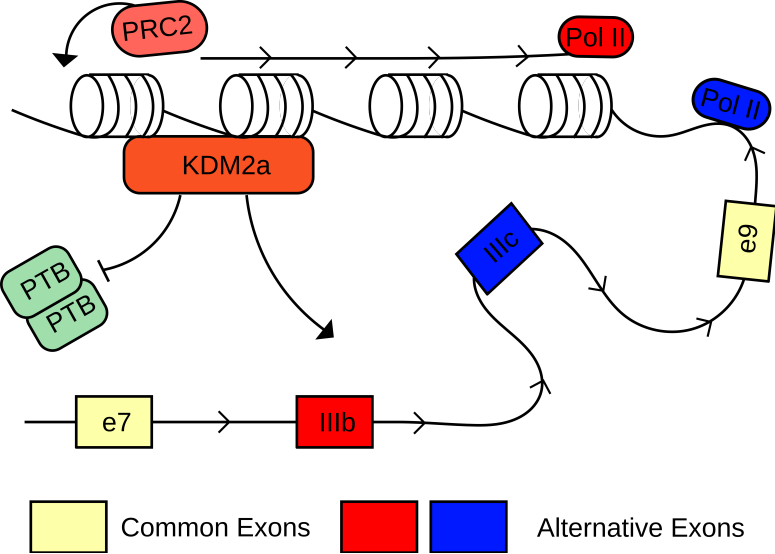 PRC2
Pol II
Pol II
KDM2a
IIIc
e9
PTB
PTB
e7
IIIb
Common Exons
Alternative Exons